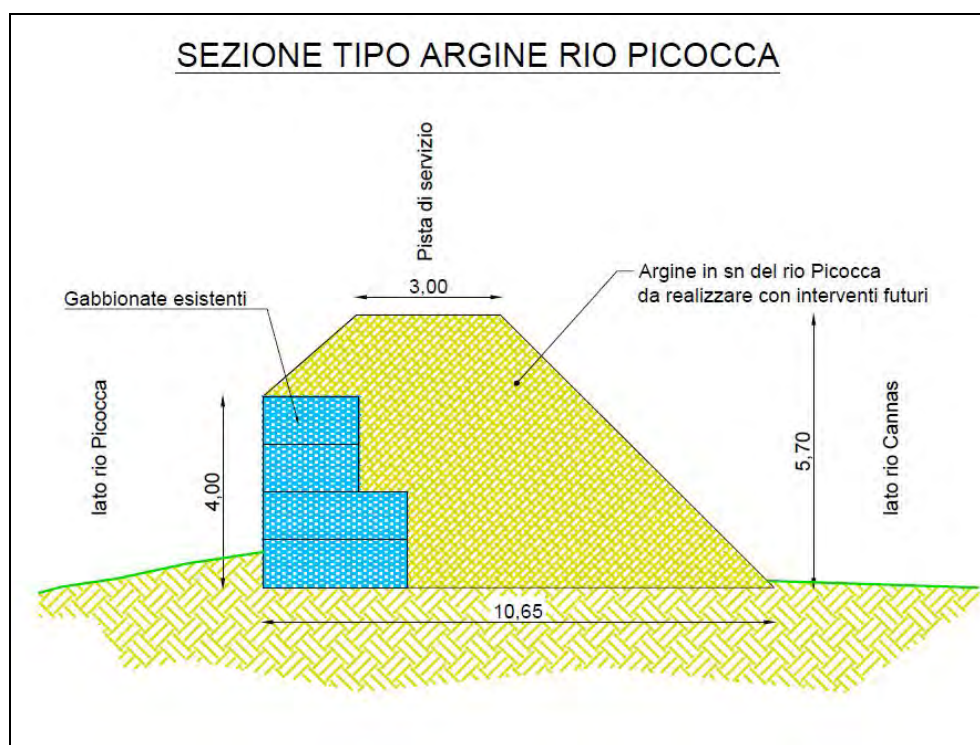 SEZIONE TIPO ARGINE RIO PICOCCA
Pista di servizio
3,00
Gabbionate esistenti
Argine in sn del rio Picocca
da realizzare con interventi futuri
lato rio Picocca
4,00
5,70
lato rio Cannas
10,65